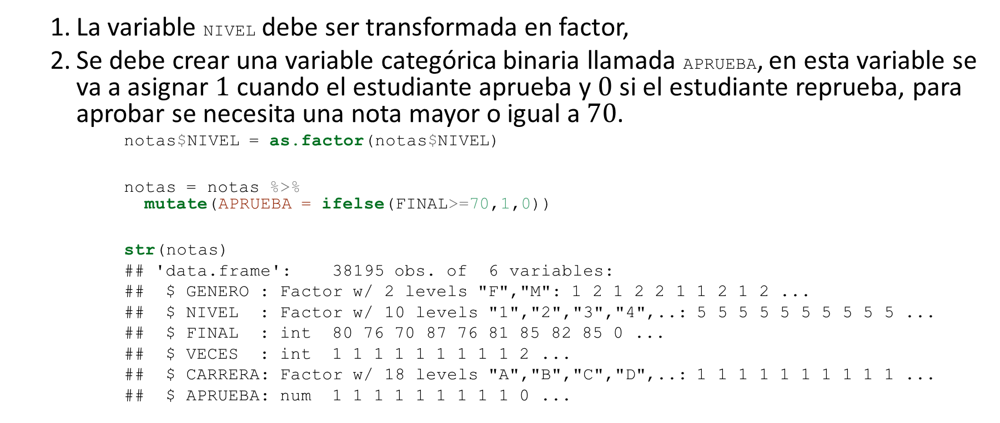 1. La variable NIVEL debe ser transformada en factor,
2. Se debe crear una variable categórica binaria llamada APRUEBA, en esta variable se
va a asignar 1 cuando el estudiante aprueba y 0 si el estudiante reprueba, para
aprobar se necesita una nota mayor o igual a 70.
notas$NIVEL = as.factor(notas$NIVEL)
notas = notas %>%
  mutate(APRUEBA = ifelse(FINAL>=70,1,0))
str(notas)
## 'data.frame':    38195 obs. of  6 variables:
##  $ GENERO : Factor w/ 2 levels "F","M": 1 2 1 2 2 1 1 2 1 2 ...
##  $ NIVEL  : Factor w/ 10 levels "1","2","3","4",..: 5 5 5 5 5 5 5 5 5 5 ...
##  $ FINAL  : int  80 76 70 87 76 81 85 82 85 0 ...
##  $ VECES  : int  1 1 1 1 1 1 1 1 1 2 ...
##  $ CARRERA: Factor w/ 18 levels "A","B","C","D",..: 1 1 1 1 1 1 1 1 1 1 ...
##  $ APRUEBA: num  1 1 1 1 1 1 1 1 1 0 ...